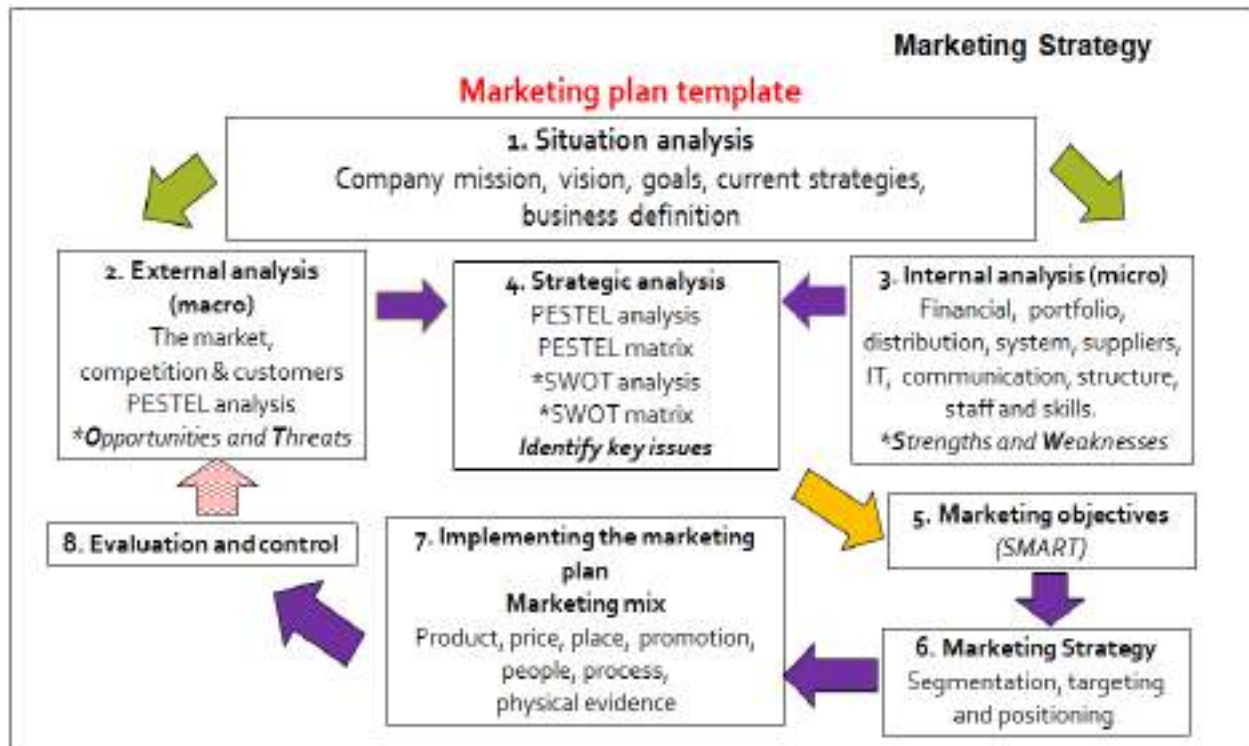 Marketing Strategy
Marketing plan template
1. Situation analysis
Company mission, vision, goals, current strategies,
business definition
2. External analysis
(macro)
The market,
competition & customers
PESTEL analysis
*Opportunities and Threats
4. Strategic analysis
PESTEL analysis
PESTEL matrix
*SWOT analysis
*SWOT matrix
Identify key issues
3. Internal analysis (micro)
Financial, portfolio,
distribution, system, suppliers,
IT, communication, structure,
staff and skills.
*Strengths and Weaknesses
5. Marketing objectives
(SMART)
6. Marketing Strategy
Segmentation, targeting
and positioning
7. Implementing the marketing
plan
Marketing mix
Product, price, place, promotion,
people, process,
physical evidence
8. Evaluation and control